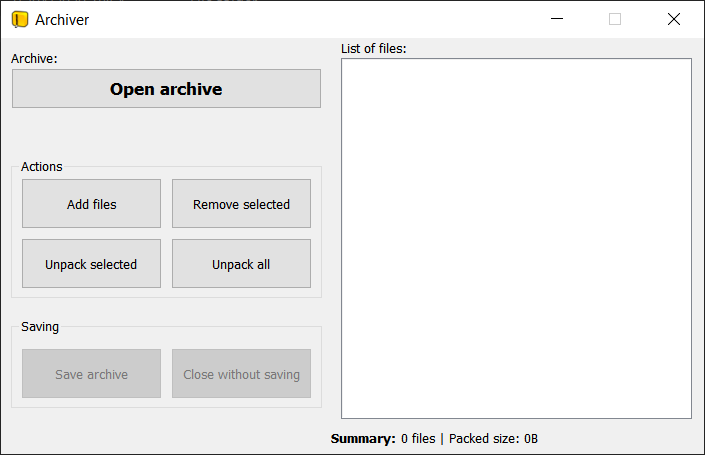 Archiver
Archive:
Open archive
Actions
Add files
Remove selected
Unpack selected
Unpack all
Saving
Save archive
Close without saving
List of files:
Summary: 0 files | Packed size: 0B